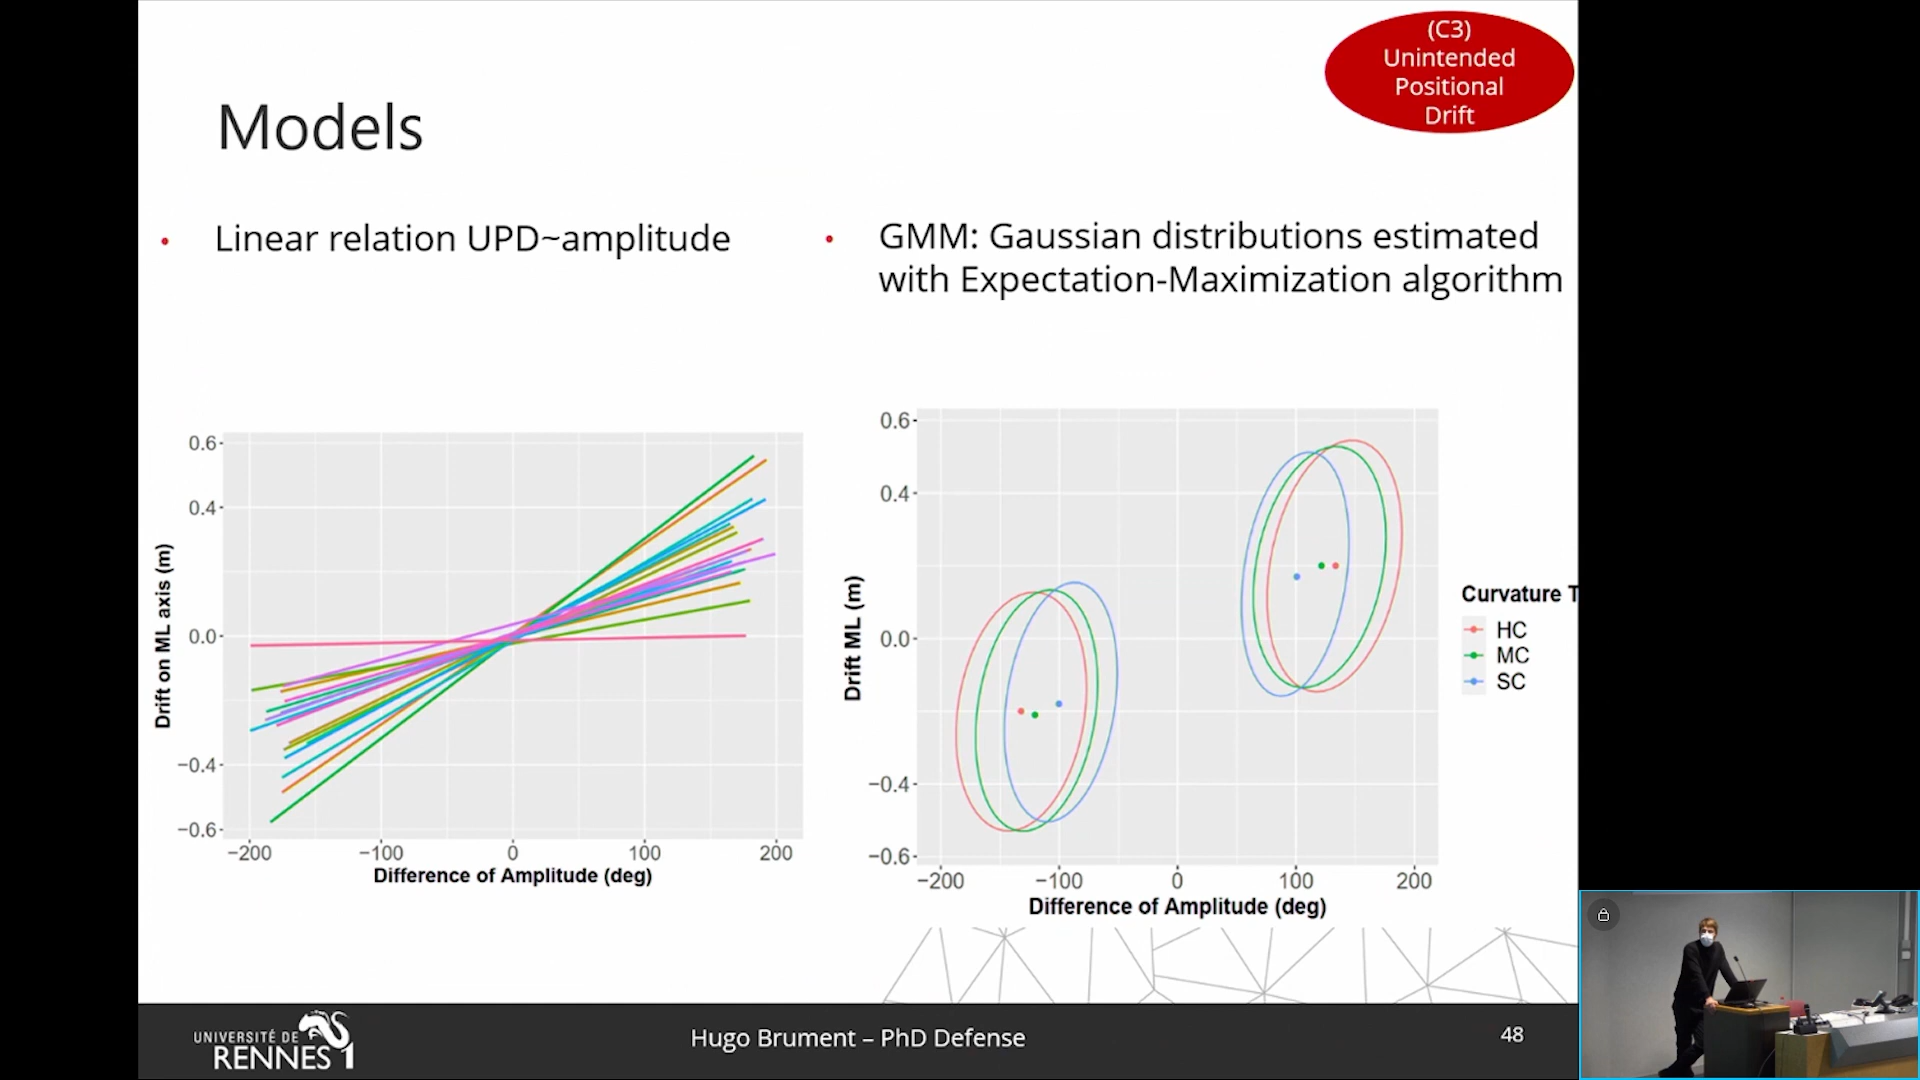 (C3)
Unintended
Positional
Drift
Models
• Linear relation UPD~amplitude
• GMM: Gaussian distributions estimated
with Expectation-Maximization algorithm
0.6
0.4
0.0
−0.4
−0.6
−200 −100 0 100 200
Difference of Amplitude (deg)
Drift on ML axis (m)
0.6
0.4
0.0
−0.4
−0.6
−200 −100 0 100 200
Difference of Amplitude (deg)
Drift ML (m)
Curvature T
HC
MC
SC
UNIVERSITÉ DE
RENNES 1
Hugo Brument – PhD Defense
48